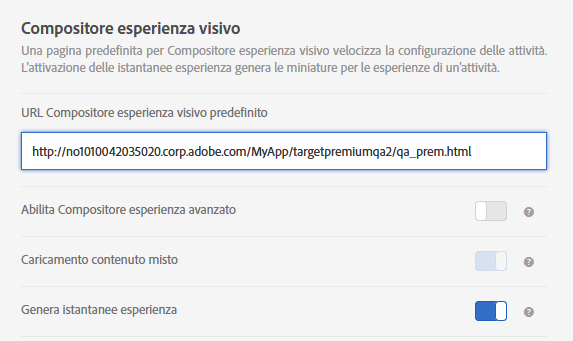 Compositore esperienza visivo
Una pagina predefinita per Compositore esperienza visivo velocizza la configurazione delle attività.
L'attivazione delle istantanee esperienza genera le miniature per le esperienze di un'attività.
URL Compositore esperienza visivo predefinito
http://no1010042035020.corp.adobe.com/MyApp/targetpremiumqa2/qa_prem.html
Abilita Compositore esperienza avanzato
?
Caricamento contenuto misto
?
Genera istantanee esperienza
?